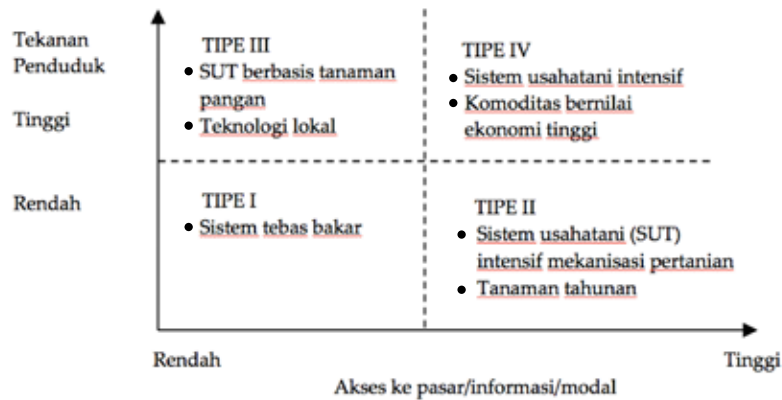 Tekanan
Penduduk
Tinggi
TIPE III
• SUT berbasis tanaman
pangan
• Teknologi lokal
TIPE IV
• Sistem usahatani intensif
• Komoditas bernilai
ekonomi tinggi
Rendah
TIPE I
• Sistem tebas bakar
TIPE II
• Sistem usahatani (SUT)
intensif mekanisasi pertanian
• Tanaman tahunan
Rendah
Tinggi
Akses ke pasar/informasi/modal